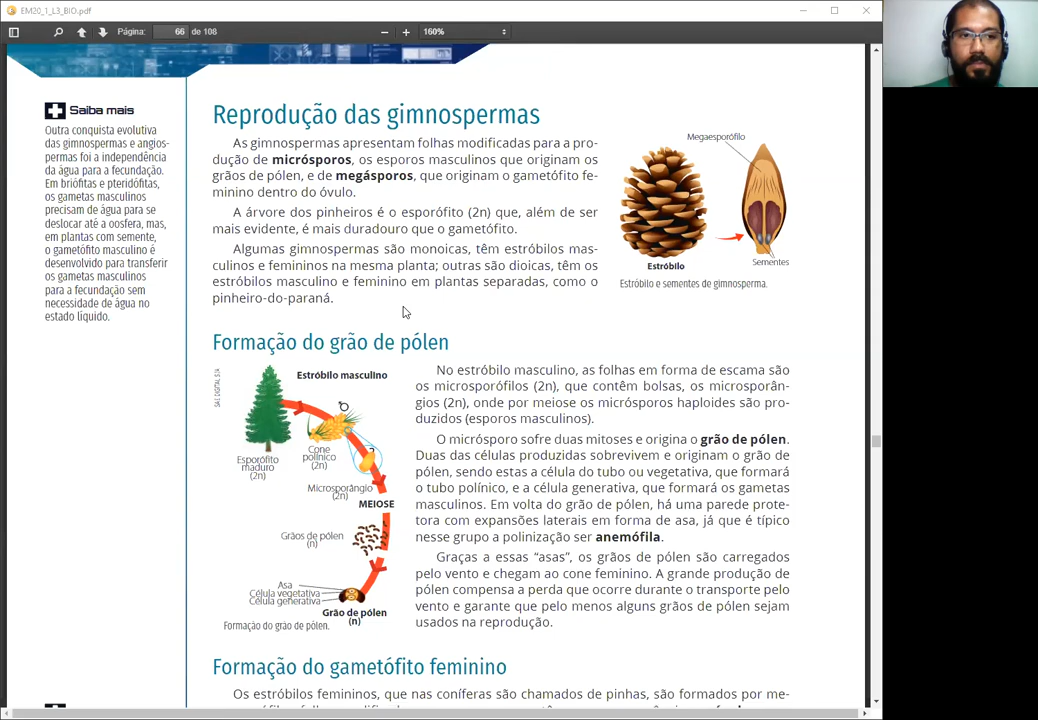 EM20_1_L3_BIO.pdf
Página: 66 de 108
160%
Saiba mais
Outra conquista evolutiva
das gimnospermas e angios-
permas foi a independência
da água para a fecundação.
Em briófitas e pteridófitas,
os gametas masculinos
precisam de água para se
deslocar até a oosfera, mas,
em plantas com semente,
o gametófito masculino é
desenvolvido para transferir
os gametas masculinos
para a fecundação sem
necessidade de água no
estado líquido.
Reprodução das gimnospermas
As gimnospermas apresentam folhas modificadas para a pro-
dução de micrósporos, os esporos masculinos que originam os
grãos de pólen, e de megásporos, que originam o gametófito fe-
minino dentro do óvulo.
A árvore dos pinheiros é o esporófito (2n) que, além de ser
mais evidente, é mais duradouro que o gametófito.
Algumas gimnospermas são monoicas, têm estróbilos mas-
culinos e femininos na mesma planta; outras são dioicas, têm os
estróbilos masculino e feminino em plantas separadas, como o
pinheiro-do-paraná.
Megaesporófilo
Estróbilo
Sementes
Estróbilo e sementes de gimnosperma.
Formação do grão de pólen
Estróbilo masculino
Esporófito
maduro
(2n)
Cone
polínico
(2n)
Microsporângio
(2n)
MEIOSE
Grãos de pólen
(n)
Asa
Célula vegetativa
Célula generativa
Grão de pólen
(n)
Formação do grão de pólen.
No estróbilo masculino, as folhas em forma de escama são
os microsporófilos (2n), que contêm bolsas, os microsporân-
gios (2n), onde por meiose os micrósporos haploides são pro-
duzidos (esporos masculinos).
O micrósporo sofre duas mitoses e origina o grão de pólen.
Duas das células produzidas sobrevivem e originam o grão de
pólen, sendo estas a célula do tubo ou vegetativa, que formará
o tubo polínico, e a célula generativa, que formará os gametas
masculinos. Em volta do grão de pólen, há uma parede prote-
tora com expansões laterais em forma de asa, já que é típico
nesse grupo a polinização ser anemófila.
Graças a essas “asas”, os grãos de pólen são carregados
pelo vento e chegam ao cone feminino. A grande produção de
pólen compensa a perda que ocorre durante o transporte pelo
vento e garante que pelo menos alguns grãos de pólen sejam
usados na reprodução.
Formação do gametófito feminino
Os estróbilos femininos, que nas coníferas são chamados de pinhas, são formados por me-